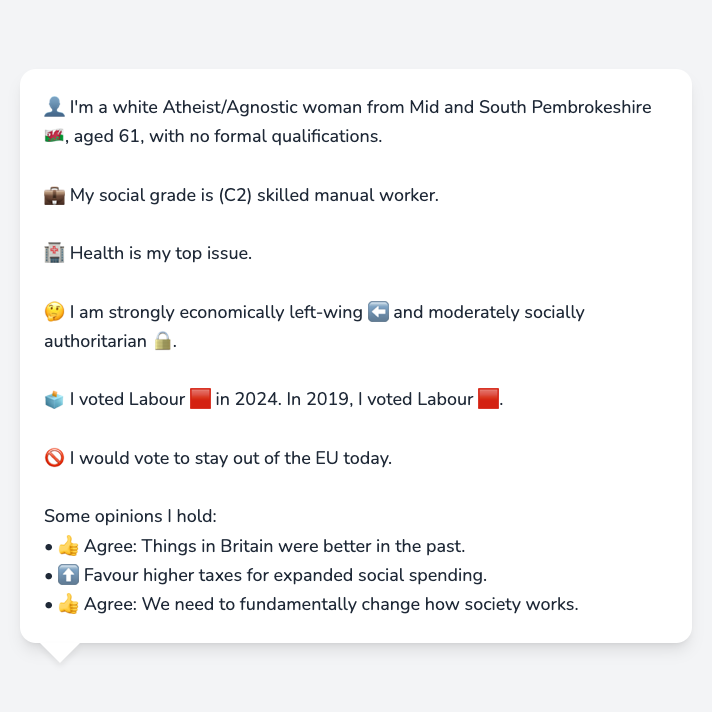 👤 I'm a white Atheist/Agnostic woman from Mid and South Pembrokeshire
🏴󠁧󠁢󠁷󠁬󠁳󠁿, aged 61, with no formal qualifications.
💼 My social grade is (C2) skilled manual worker.
🏥 Health is my top issue.
🤔 I am strongly economically left-wing ⬅️ and moderately socially
authoritarian 🔒.
🗳️ I voted Labour 🟥 in 2024. In 2019, I voted Labour 🟥.
🚫 I would vote to stay out of the EU today.
Some opinions I hold:
• 👍 Agree: Things in Britain were better in the past.
• ⬆️ Favour higher taxes for expanded social spending.
• 👍 Agree: We need to fundamentally change how society works.